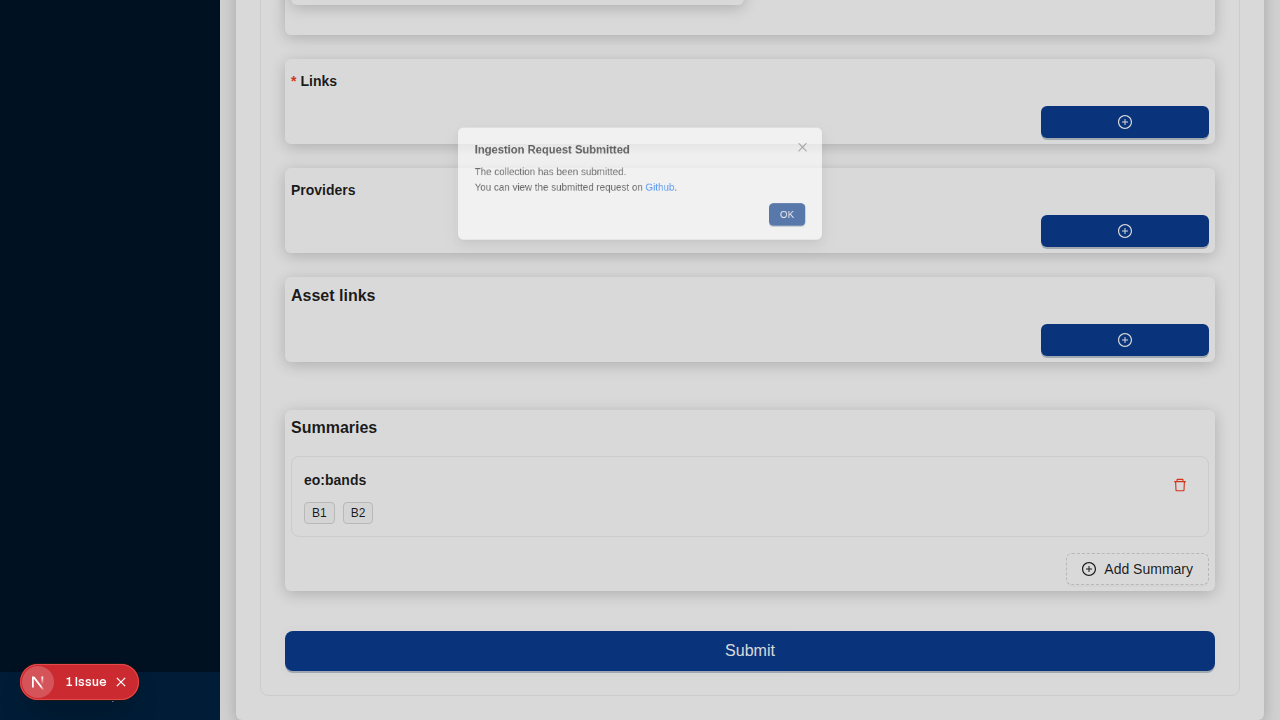 * Links
Ingestion Request Submitted
The collection has been submitted.
You can view the submitted request on Github.
OK
Providers
Asset links
Summaries
eo:bands
B1 B2
Add Summary
Submit
N 1 Issue